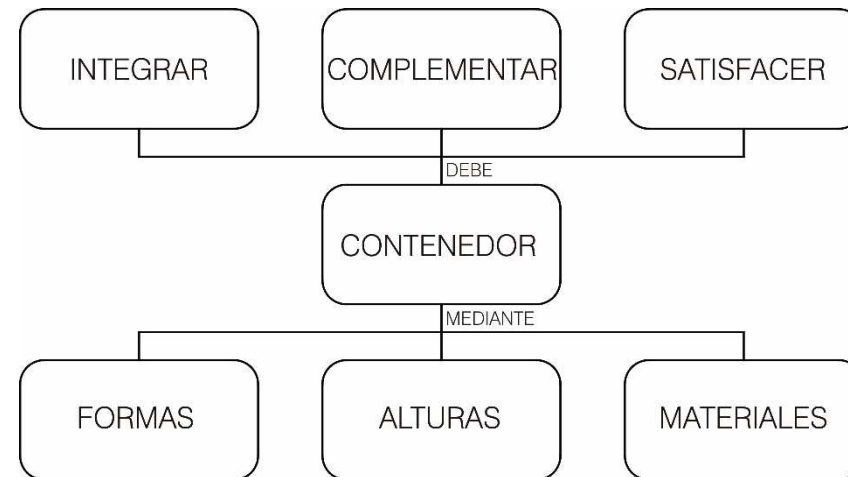 INTEGRAR
COMPLEMENTAR
SATISFACER
DEBE
CONTENEDOR
MEDIANTE
FORMAS
ALTURAS
MATERIALES